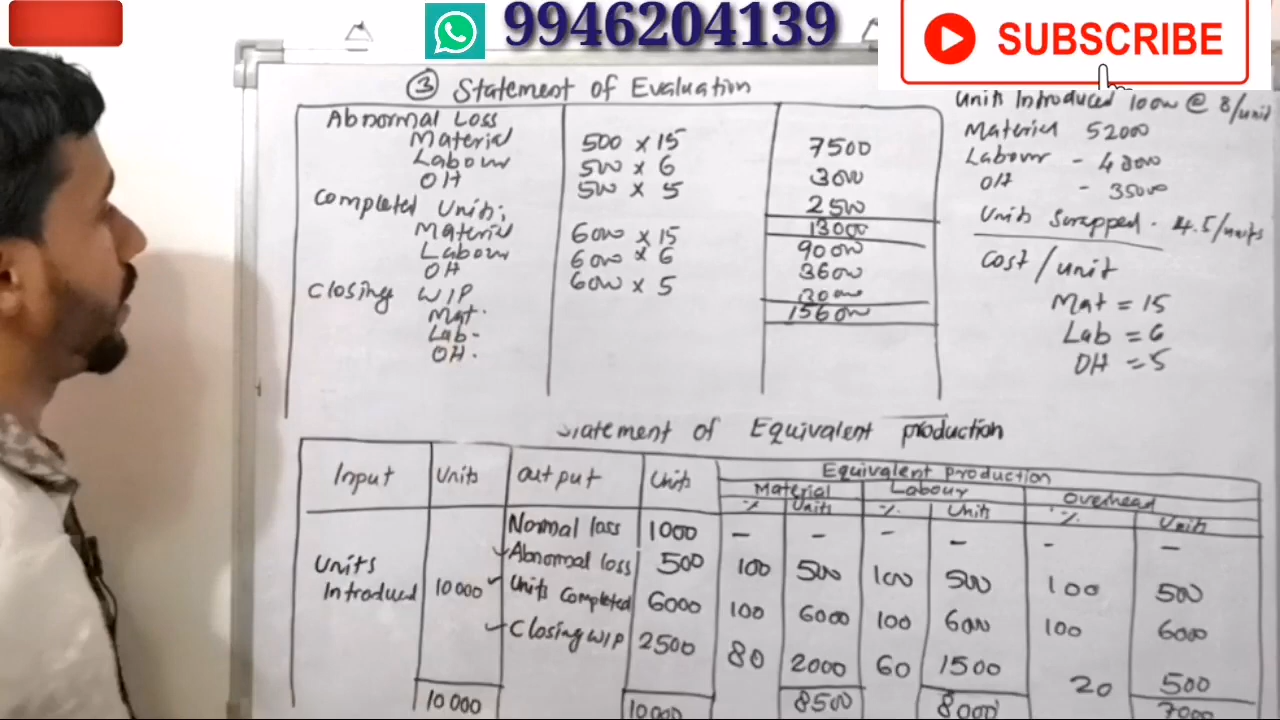 9946204139
SUBSCRIBE
③ Statement of Evaluation
Abnormal Loss
Material 500 x 15 7500
Labour 500 x 6 3000
OH 500 x 5 2500
13000
Completed Units;
Material 6000 x 15 90000
Labour 6000 x 6 36000
OH 6000 x 5 30000
156000
Closing WIP
Mat.
Lab-
OH.
Units Introduced 10000 @ 8/unit
Material 52000
Labour - 48000
OH - 35000
Units Scrapped - 4.5/units
Cost/unit
Mat = 15
Lab = 6
OH = 5
Statement of Equivalent production
Input Units Output Units Equivalent production
Material Labour Overhead
% Units % Units % Units
Normal loss 1000 - - - - - -
Abnormal loss 500 100 500 100 500 100 500
Units Introduced 10000 Units Completed 6000 100 6000 100 6000 100 6000
Closing WIP 2500 80 2000 60 1500 20 500
10000 10000 8500 8000 7000